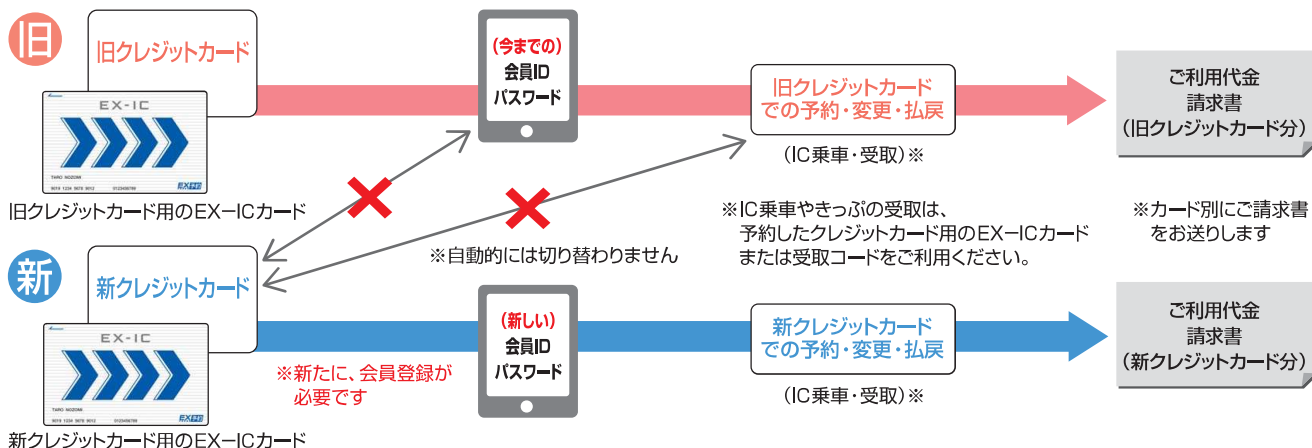 旧
旧クレジットカード
EX-IC
TARO NOZOMI
EX予約
旧クレジットカード用のEX-ICカード
(今までの)
会員ID
パスワード
旧クレジットカード
での予約・変更・払戻
(IC乗車・受取)※
ご利用代金
請求書
(旧クレジットカード分)
※自動的には切り替わりません
※IC乗車やきっぷの受取は、
予約したクレジットカード用のEX-ICカード
または受取コードをご利用ください。
※カード別にご請求書
をお送りします
新
新クレジットカード
EX-IC
TARO NOZOMI
EX予約
新クレジットカード用のEX-ICカード
※新たに、会員登録が
必要です
(新しい)
会員ID
パスワード
新クレジットカード
での予約・変更・払戻
(IC乗車・受取)※
ご利用代金
請求書
(新クレジットカード分)